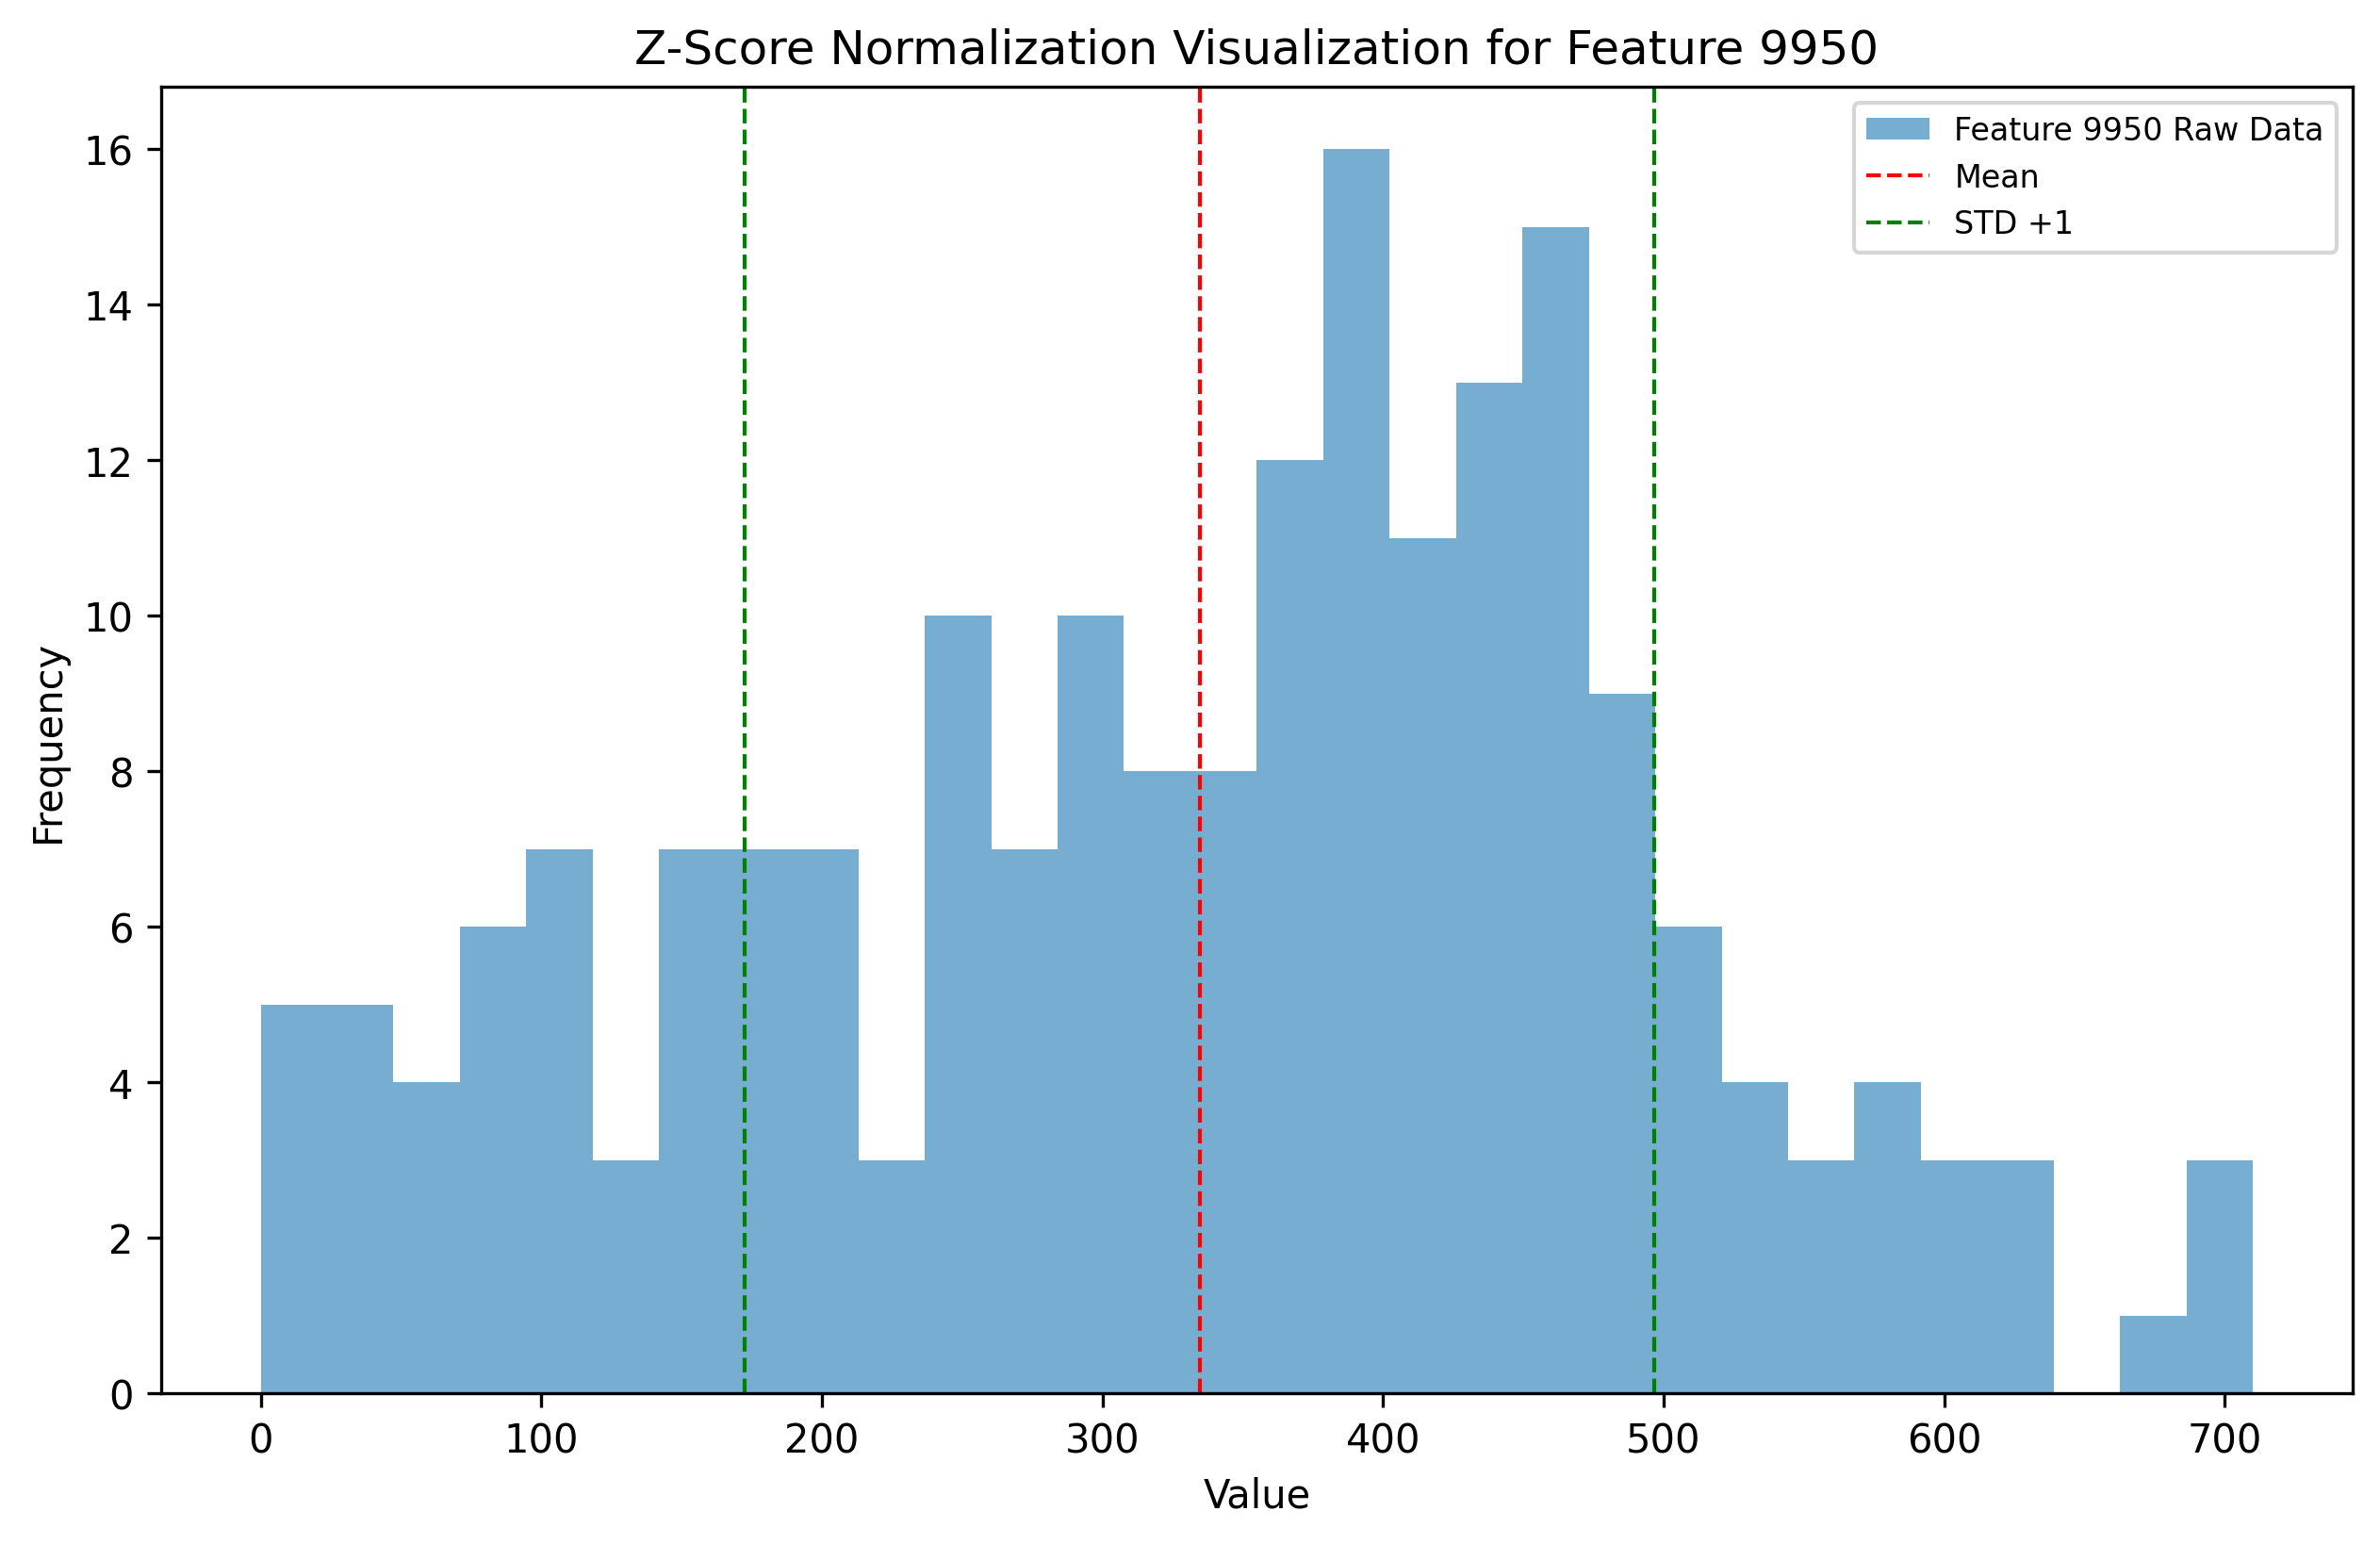 Z-Score Normalization Visualization for Feature 9950
Feature 9950 Raw Data
Mean
STD +1
16
14
12
10
8
6
4
2
0
Frequency
0 100 200 300 400 500 600 700
Value